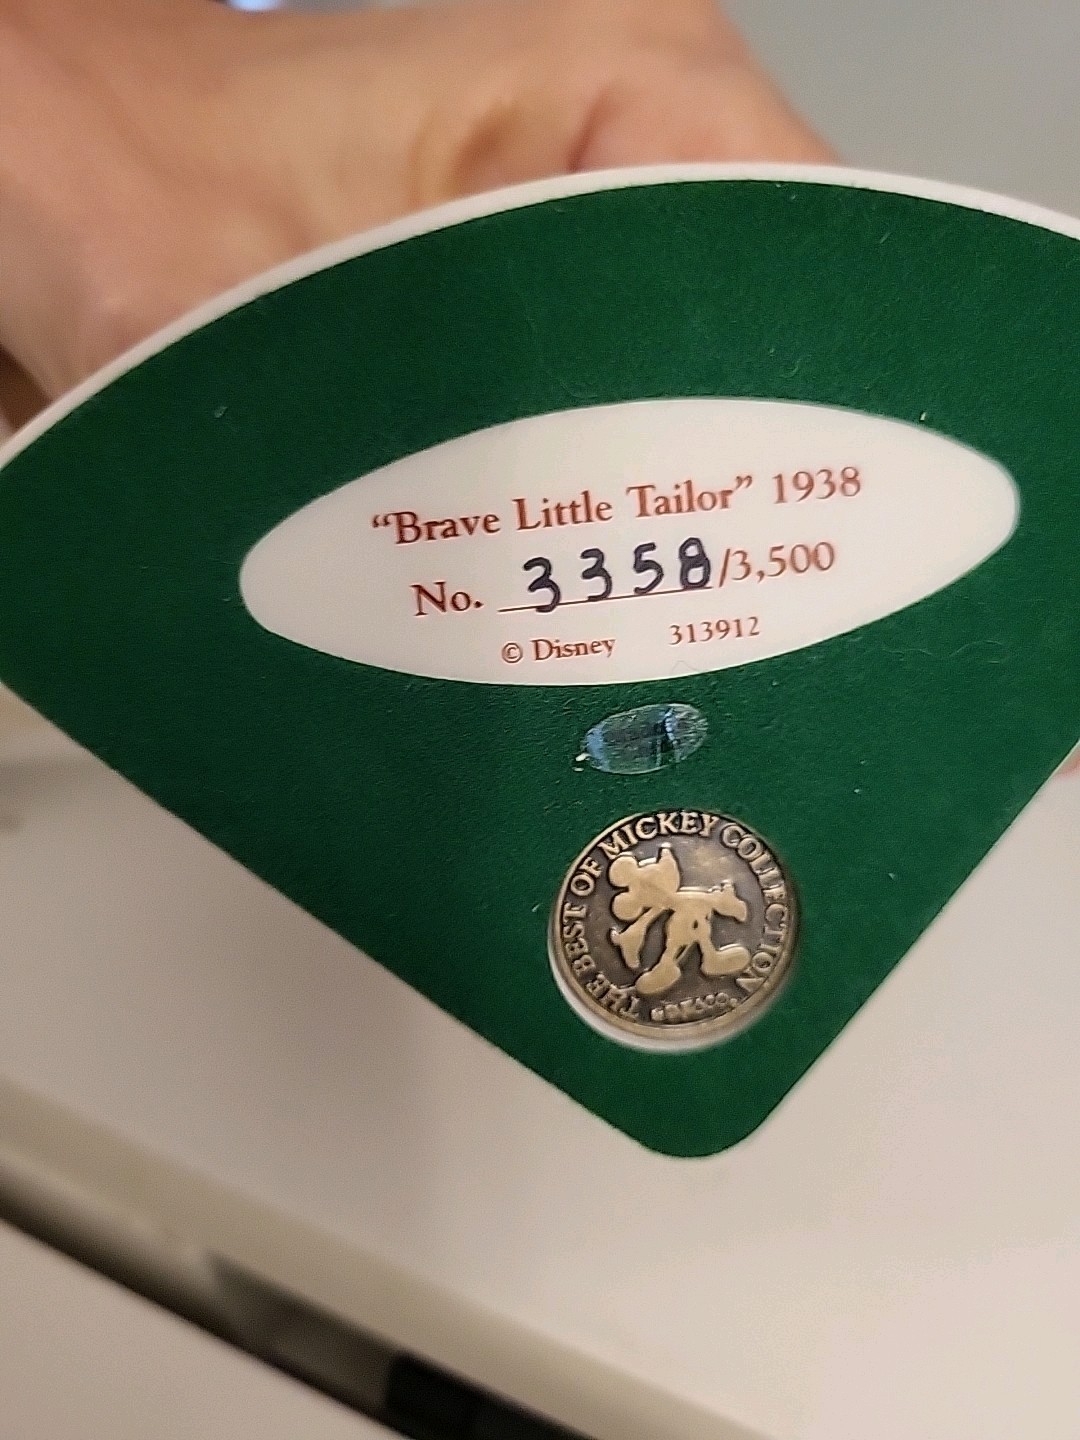 “Brave Little Tailor” 1938
No. 3358/3,500
© Disney 313912
THE BEST OF MICKEY COLLECTION